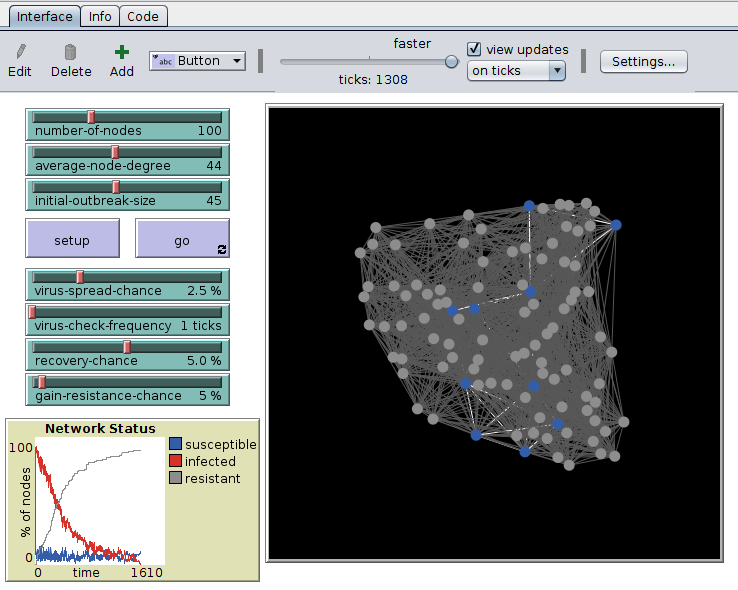 Interface Info Code
faster
view updates
Edit Delete Add abc Button
ticks: 1308
on ticks
Settings...
number-of-nodes 100
average-node-degree 44
initial-outbreak-size 45
setup go
virus-spread-chance 2.5 %
virus-check-frequency 1 ticks
recovery-chance 5.0 %
gain-resistance-chance 5 %
Network Status
100
% of nodes
0
0 time 1610
susceptible
infected
resistant